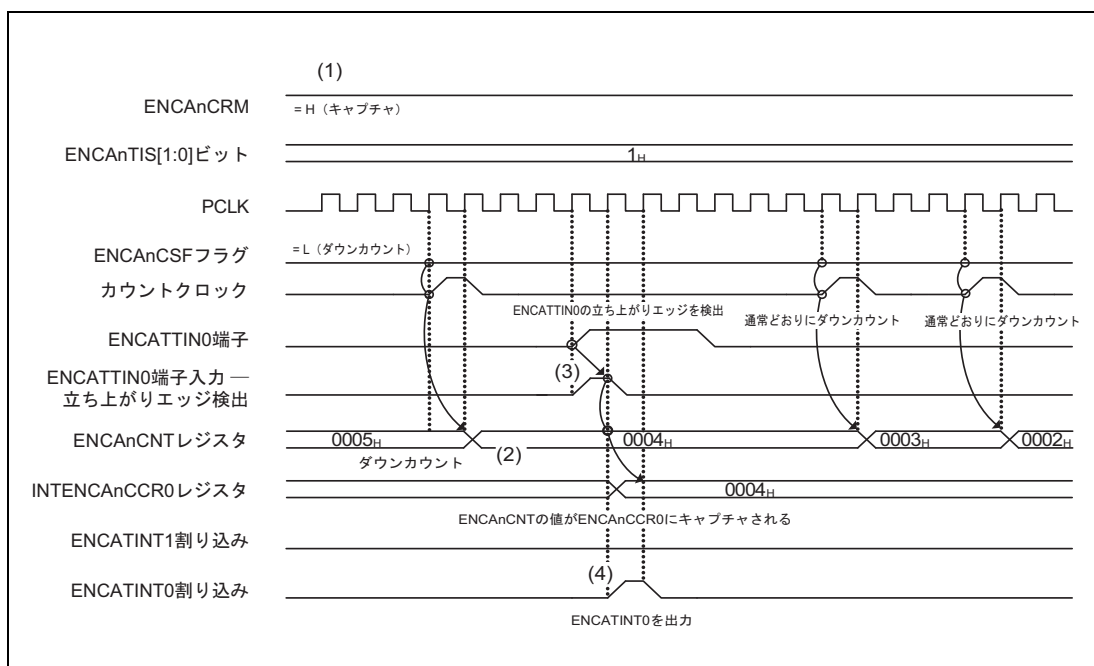 (1)
ENCAnCRM
= H（キャプチャ）
ENCAnTIS[1:0]ビット
1H
PCLK
ENCAnCSFフラグ
= L（ダウンカウント）
カウントクロック
ENCATTIN0の立ち上がりエッジを検出
通常どおりにダウンカウント
通常どおりにダウンカウント
ENCATTIN0端子
ENCATTIN0端子入力 —
立ち上がりエッジ検出
(3)
ENCAnCNTレジスタ
0005H
0004H
0003H
0002H
ダウンカウント
(2)
INTENCAnCCR0レジスタ
0004H
ENCAnCNTの値がENCAnCCR0にキャプチャされる
ENCATINT1割り込み
(4)
ENCATINT0割り込み
ENCATINT0を出力